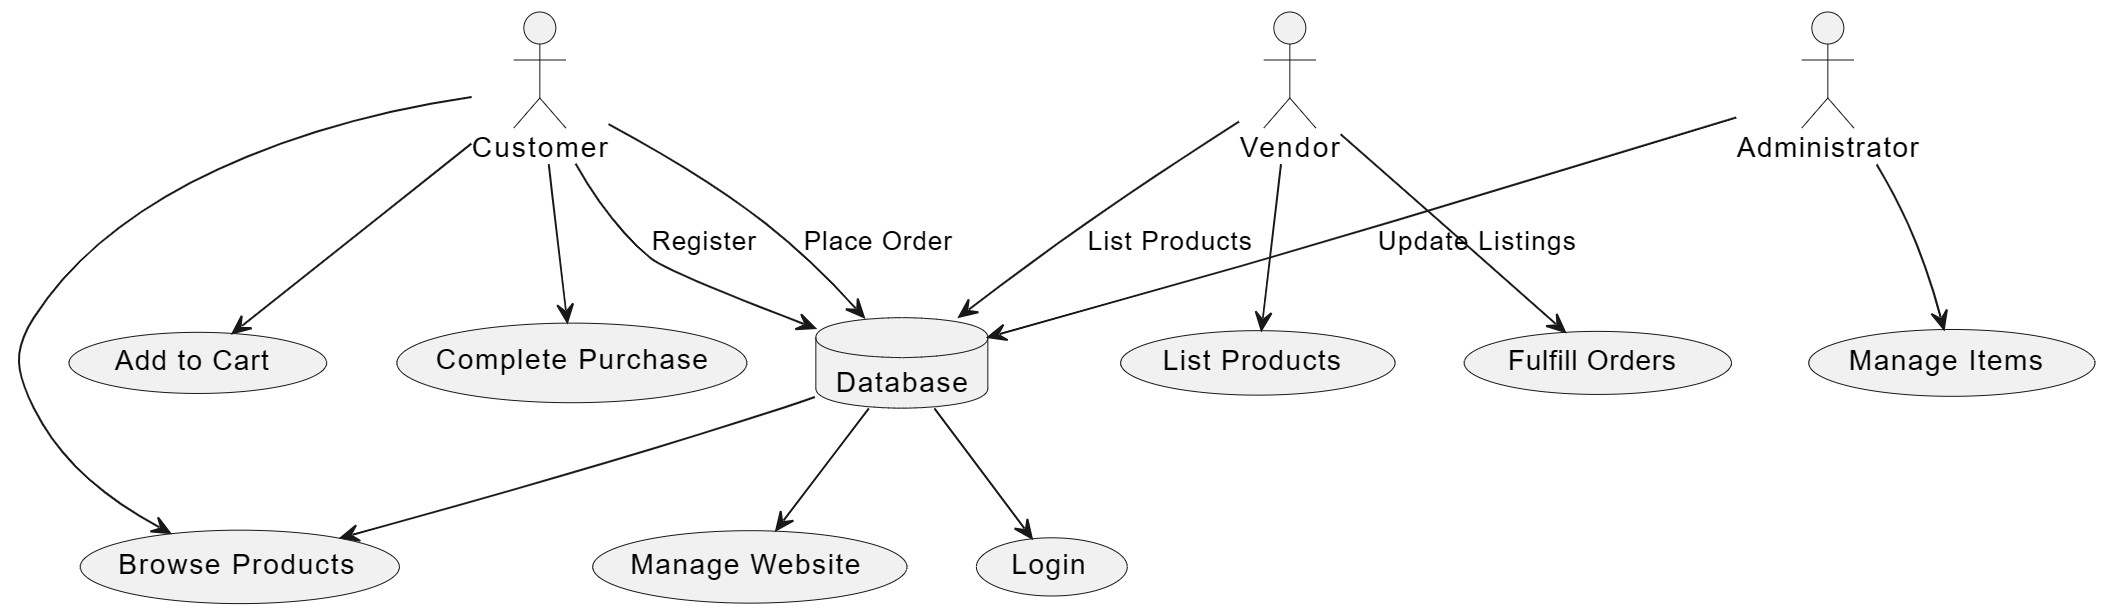 Customer
Vendor
Administrator
Register
Place Order
List Products
Update Listings
Add to Cart
Complete Purchase
Database
List Products
Fulfill Orders
Manage Items
Browse Products
Manage Website
Login